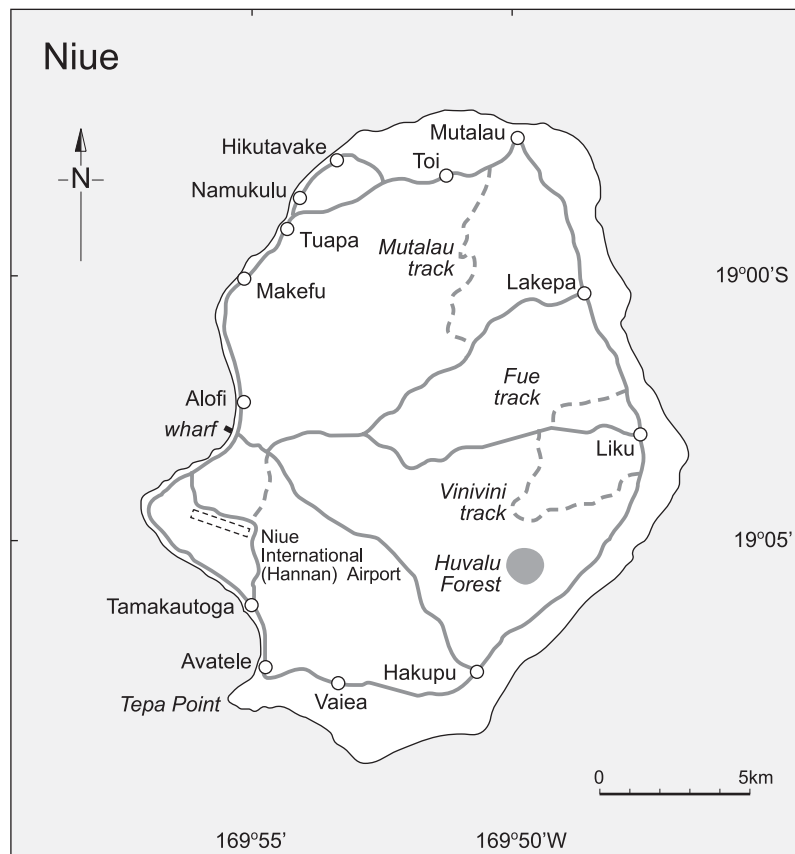 Niue
N
Mutalau
Hikutavake
Toi
Namukulu
Tuapa
Mutalau
track
Makefu
Lakepa
19°00'S
Fue
track
Alofi
wharf
Liku
Vinivini
track
Niue
International
(Hannan) Airport
19°05'
Huvalu
Forest
Tamakautoga
Avatele
Hakupu
Tepa Point
Vaiea
0 5km
169°55' 169°50'W